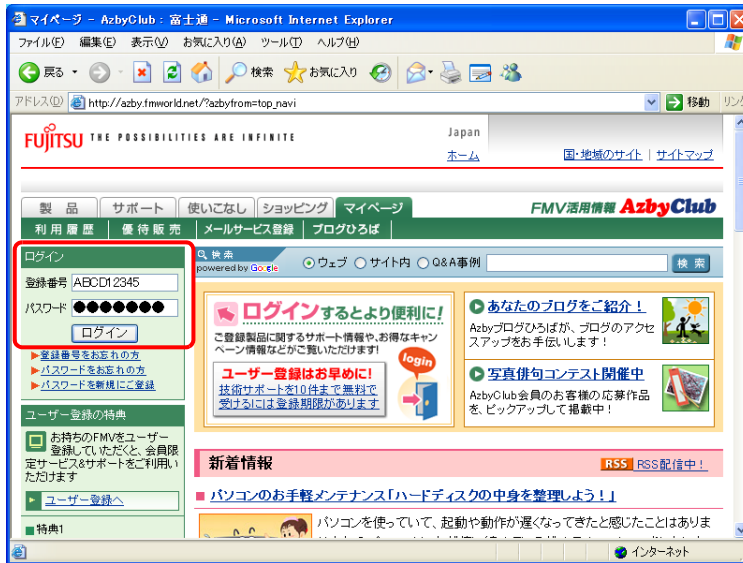 マイページ - AzbyClub : 富士通 - Microsoft Internet Explorer
ファイル(F) 編集(E) 表示(V) お気に入り(A) ツール(T) ヘルプ(H)
戻る 検索 お気に入り
アドレス(D) http://azby.fmworld.net/?azbyfrom=top_navi 移動 リンク
FUJITSU THE POSSIBILITIES ARE INFINITE
Japan
ホーム 国・地域のサイト | サイトマップ
製 品 サポート 使いこなし ショッピング マイページ FMV活用情報 AzbyClub
利用履歴 優待販売 メールサービス登録 ブログひろば
ログイン
登録番号 ABCD12345
パスワード ●●●●●●●
ログイン
▶登録番号をお忘れの方
▶パスワードをお忘れの方
▶パスワードを新規にご登録
検索 powered by Google ウェブ サイト内 Q&A事例 検 索
ログインするとより便利に!
ご登録製品に関するサポート情報や、お得なキャン
ペーン情報などがご覧いただけます!
login
ユーザー登録はお早めに!
技術サポートを10件まで無料で
受けるには登録期限があります
あなたのブログをご紹介！
Azbyブログひろばが、ブログのアクセ
スアップをお手伝いします！
写真俳句コンテスト開催中
AzbyClub会員のお客様の応募作品
を、ピックアップして掲載中！
ユーザー登録の特典
お持ちのFMVをユーザー
登録していただくと、会員限
定サービス&サポートをご利用い
ただけます
ユーザー登録へ
■特典1
新着情報 RSS RSS配信中！
■ パソコンのお手軽メンテナンス「ハードディスクの中身を整理しよう！」
パソコンを使っていて、起動や動作が遅くなってきたと感じたことはありま
インターネット